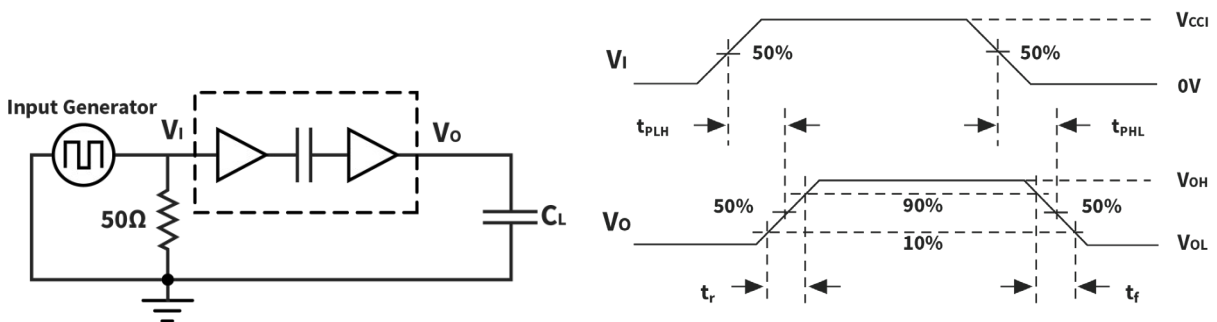 Input Generator
VI
VO
50Ω
CL
VI
50%
50%
VCCI
0V
tPLH
tPHL
VO
50%
90%
50%
10%
VOH
VOL
tr
tf